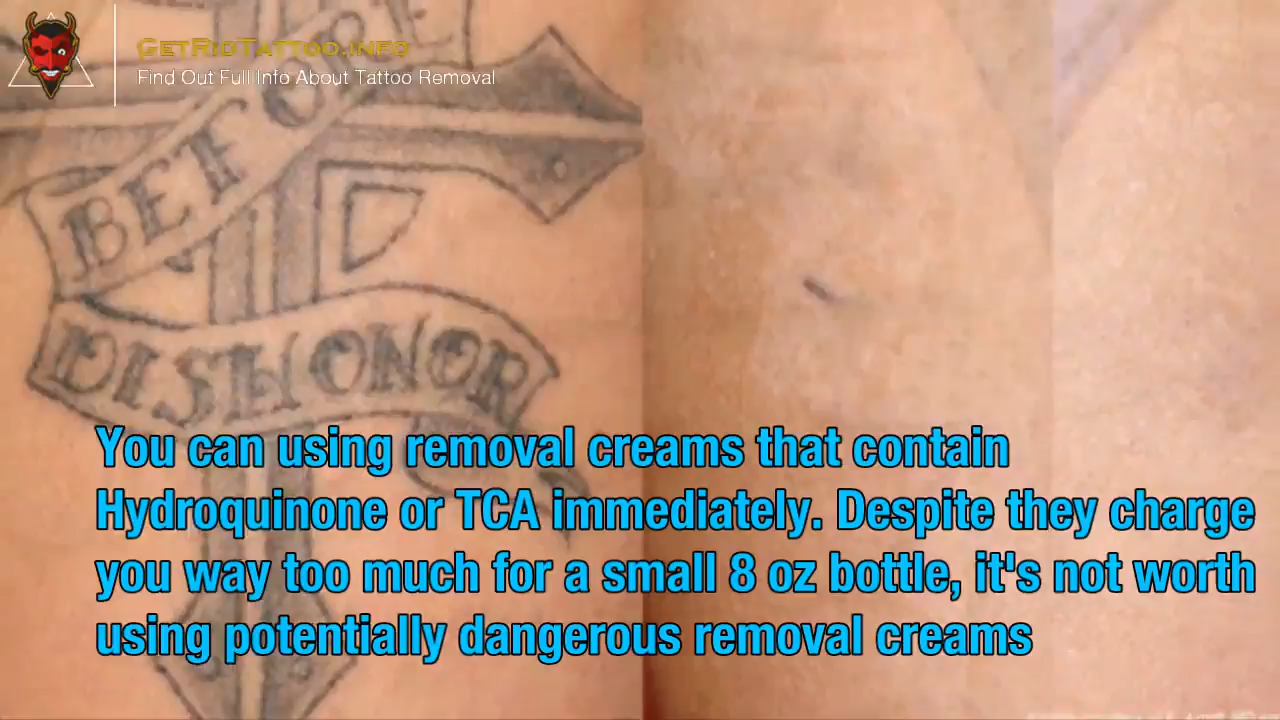 GetRidTattoo.info
Find Out Full Info About Tattoo Removal
BEFORE
DISHONOR
You can using removal creams that contain
Hydroquinone or TCA immediately. Despite they charge
you way too much for a small 8 oz bottle, it's not worth
using potentially dangerous removal creams